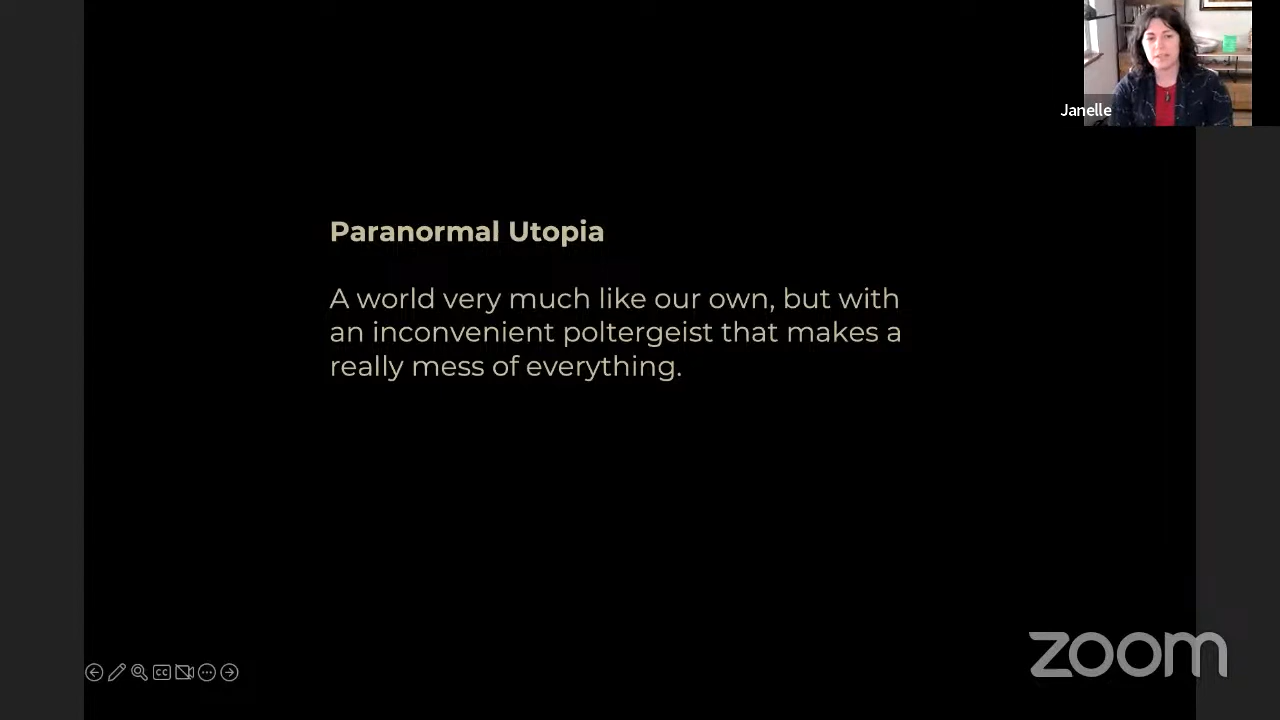 Janelle
Paranormal Utopia
A world very much like our own, but with
an inconvenient poltergeist that makes a
really mess of everything.
CC
zoom